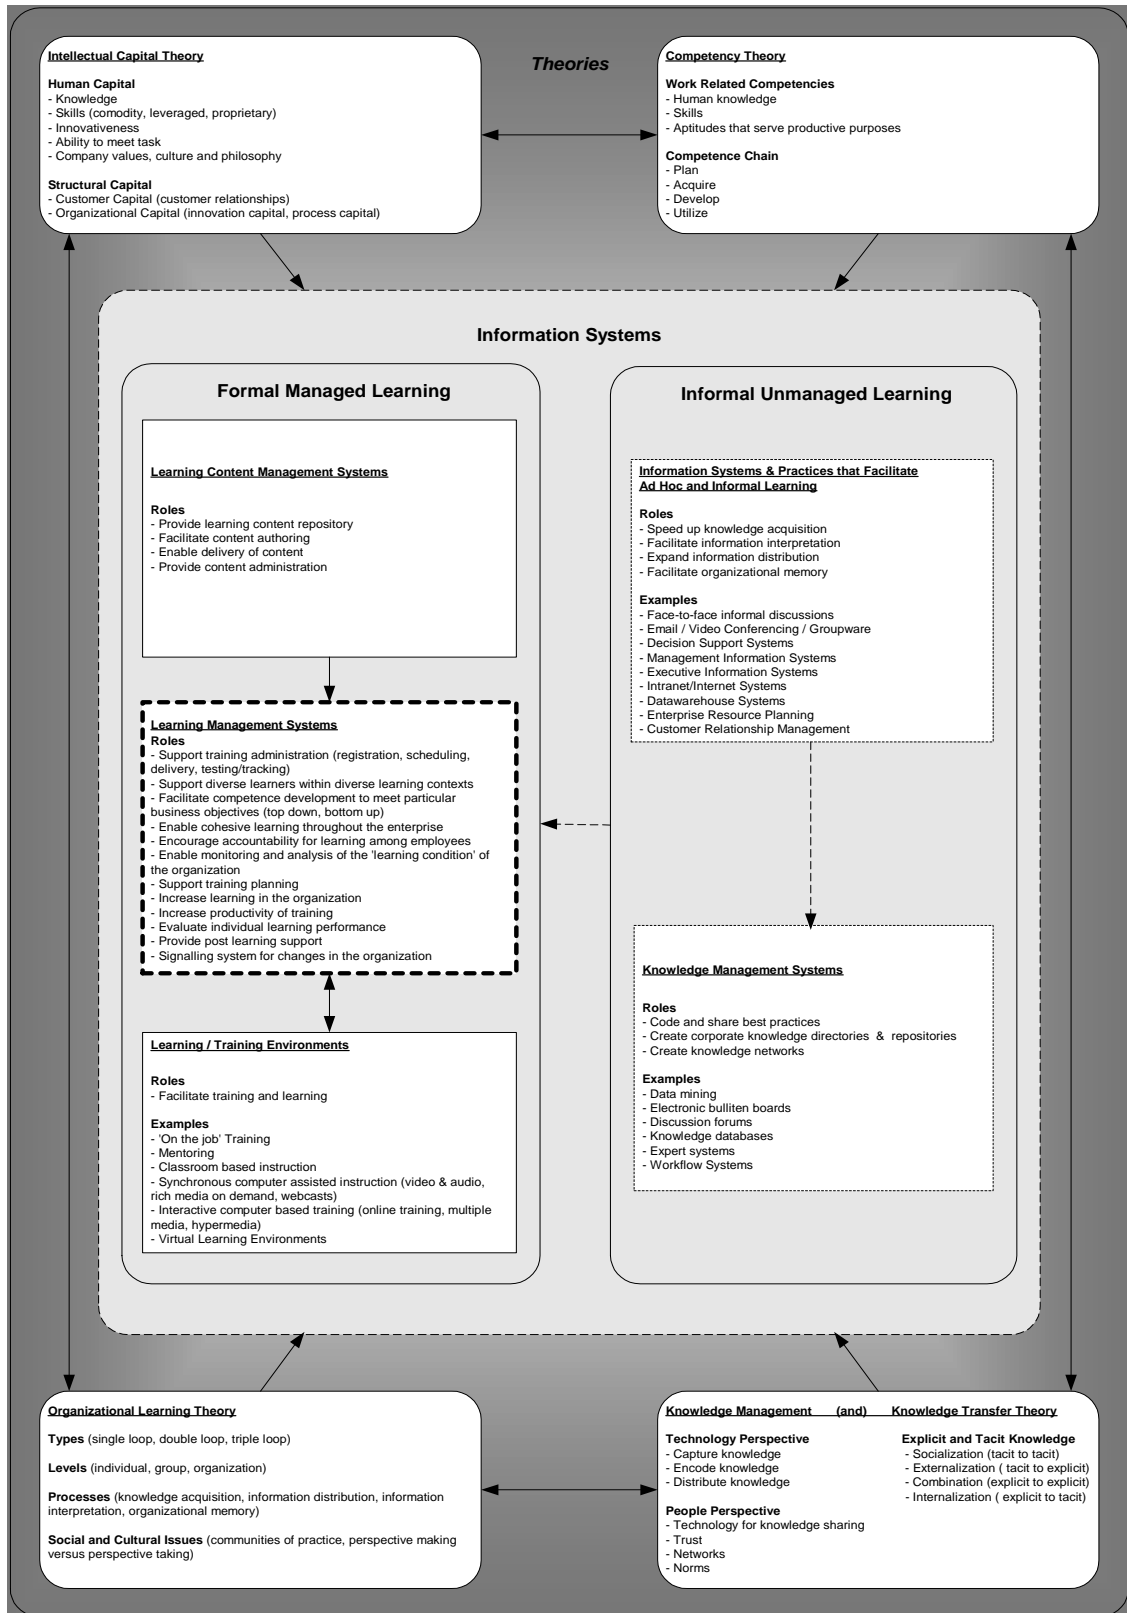 Theories
Intellectual Capital Theory
Human Capital
- Knowledge
- Skills (comodity, leveraged, proprietary)
- Innovativeness
- Ability to meet task
- Company values, culture and philosophy
Structural Capital
- Customer Capital (customer relationships)
- Organizational Capital (innovation capital, process capital)
Competency Theory
Work Related Competencies
- Human knowledge
- Skills
- Aptitudes that serve productive purposes
Competence Chain
- Plan
- Acquire
- Develop
- Utilize
Information Systems
Formal Managed Learning
Learning Content Management Systems
Roles
- Provide learning content repository
- Facilitate content authoring
- Enable delivery of content
- Provide content administration
Learning Management Systems
Roles
- Support training administration (registration, scheduling,
delivery, testing/tracking)
- Support diverse learners within diverse learning contexts
- Facilitate competence development to meet particular
business objectives (top down, bottom up)
- Enable cohesive learning throughout the enterprise
- Encourage accountability for learning among employees
- Enable monitoring and analysis of the 'learning condition' of
the organization
- Support training planning
- Increase learning in the organization
- Increase productivity of training
- Evaluate individual learning performance
- Provide post learning support
- Signalling system for changes in the organization
Learning / Training Environments
Roles
- Facilitate training and learning
Examples
- 'On the job' Training
- Mentoring
- Classroom based instruction
- Synchronous computer assisted instruction (video & audio,
rich media on demand, webcasts)
- Interactive computer based training (online training, multiple
media, hypermedia)
- Virtual Learning Environments
Informal Unmanaged Learning
Information Systems & Practices that Facilitate
Ad Hoc and Informal Learning
Roles
- Speed up knowledge acquisition
- Facilitate information interpretation
- Expand information distribution
- Facilitate organizational memory
Examples
- Face-to-face informal discussions
- Email / Video Conferencing / Groupware
- Decision Support Systems
- Management Information Systems
- Executive Information Systems
- Intranet/Internet Systems
- Datawarehouse Systems
- Enterprise Resource Planning
- Customer Relationship Management
Knowledge Management Systems
Roles
- Code and share best practices
- Create corporate knowledge directories & repositories
- Create knowledge networks
Examples
- Data mining
- Electronic bulliten boards
- Discussion forums
- Knowledge databases
- Expert systems
- Workflow Systems
Organizational Learning Theory
Types (single loop, double loop, triple loop)
Levels (individual, group, organization)
Processes (knowledge acquisition, information distribution, information
interpretation, organizational memory)
Social and Cultural Issues (communities of practice, perspective making
versus perspective taking)
Knowledge Management (and) Knowledge Transfer Theory
Technology Perspective
- Capture knowledge
- Encode knowledge
- Distribute knowledge
People Perspective
- Technology for knowledge sharing
- Trust
- Networks
- Norms
Explicit and Tacit Knowledge
- Socialization (tacit to tacit)
- Externalization ( tacit to explicit)
- Combination (explicit to explicit)
- Internalization ( explicit to tacit)